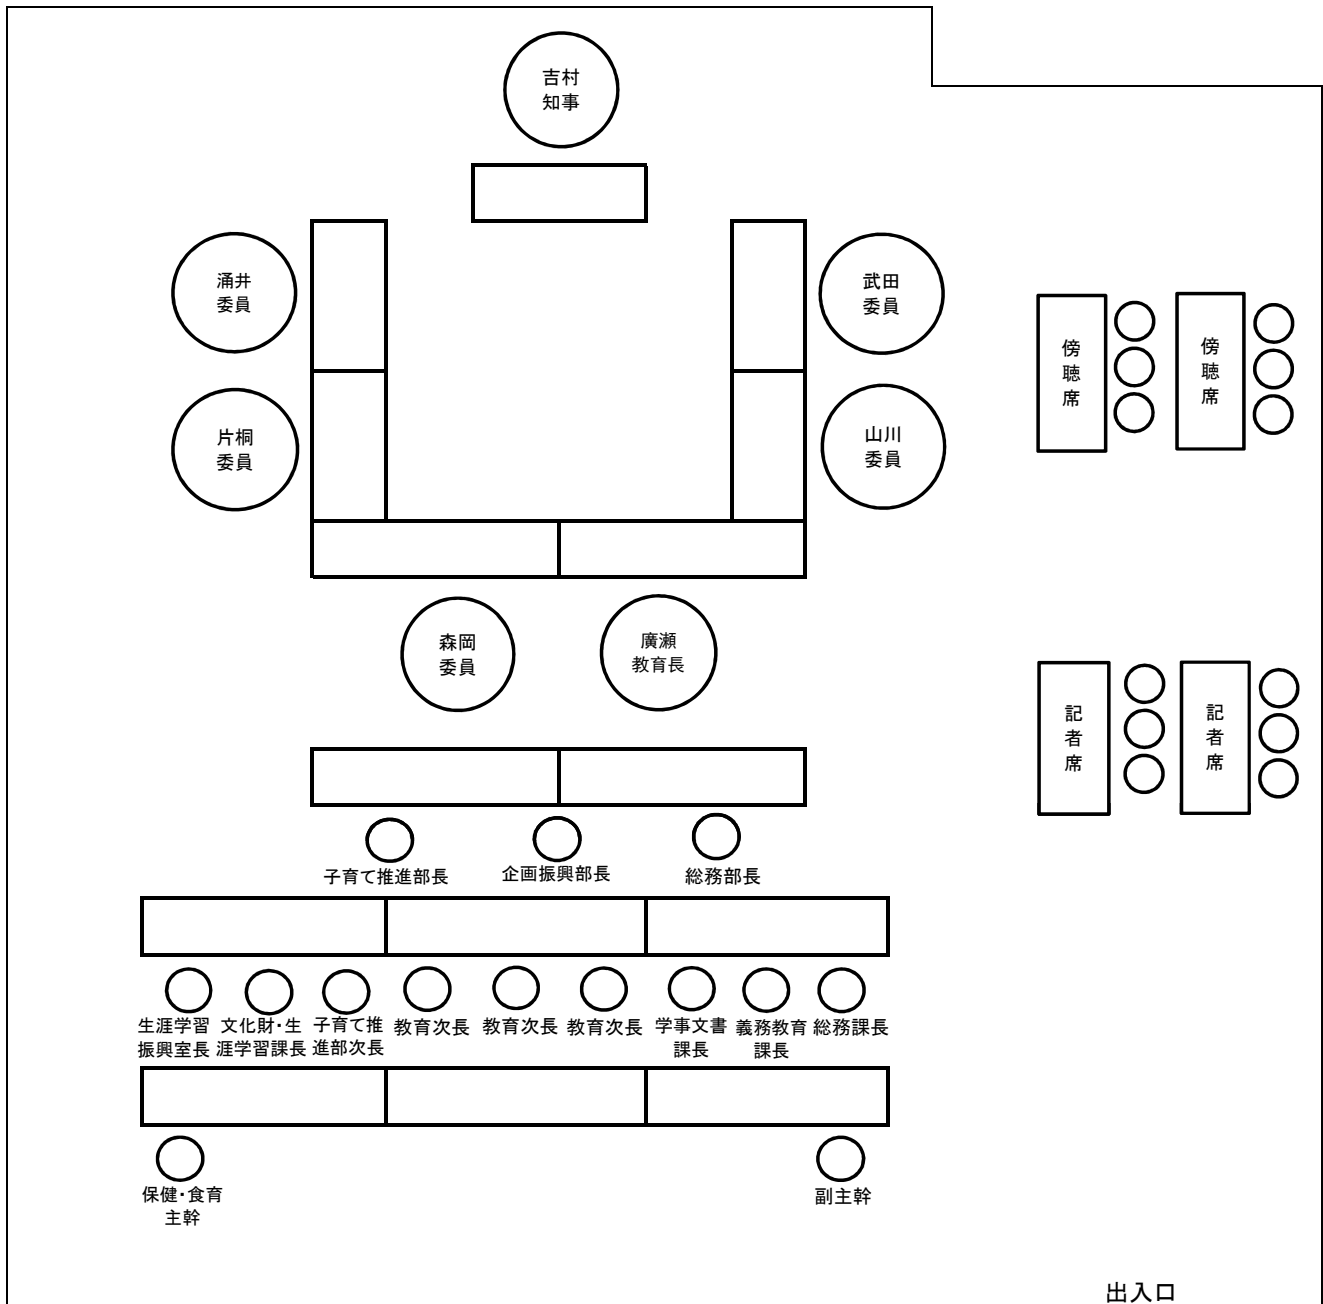 吉村
知事
涌井
委員
武田
委員
傍聴席
傍聴席
片桐
委員
山川
委員
森岡
委員
廣瀬
教育長
記者席
記者席
子育て推進部長
企画振興部長
総務部長
生涯学習
振興室長
文化財・生
涯学習課長
子育て推
進部次長
教育次長
教育次長
教育次長
学事文書
課長
義務教育
課長
総務課長
保健・食育
主幹
副主幹
出入口